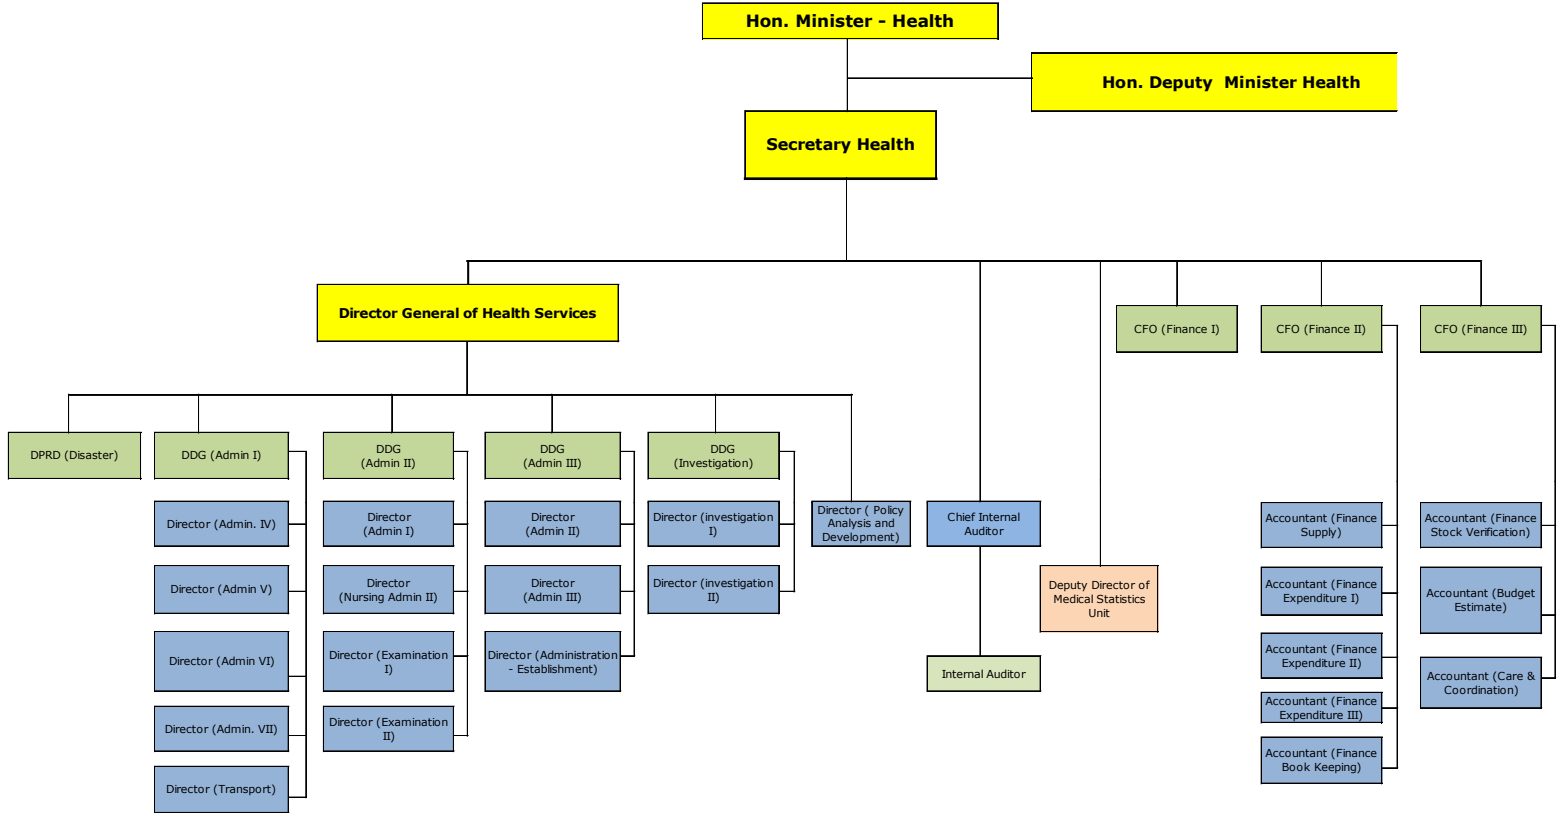 Hon. Minister - Health
Hon. Deputy  Minister Health
Secretary Health
Director General of Health Services
CFO (Finance I)
CFO (Finance II)
CFO (Finance III)
DPRD (Disaster)
DDG (Admin I)
DDG
(Admin II)
DDG
(Admin III)
DDG
(Investigation)
Director (Admin. IV)
Director
(Admin I)
Director
(Admin II)
Director (investigation
I)
Director ( Policy
Analysis and
Development)
Chief Internal
Auditor
Accountant (Finance
Supply)
Accountant (Finance
Stock Verification)
Director (Admin V)
Director
(Nursing Admin II)
Director
(Admin III)
Director (investigation
II)
Deputy Director of
Medical Statistics
Unit
Accountant (Finance
Expenditure I)
Accountant (Budget
Estimate)
Director (Admin VI)
Director (Examination
I)
Director (Administration
- Establishment)
Internal Auditor
Accountant (Finance
Expenditure II)
Accountant (Care &
Coordination)
Director (Admin. VII)
Director (Examination
II)
Accountant (Finance
Expenditure III)
Accountant (Finance
Book Keeping)
Director (Transport)